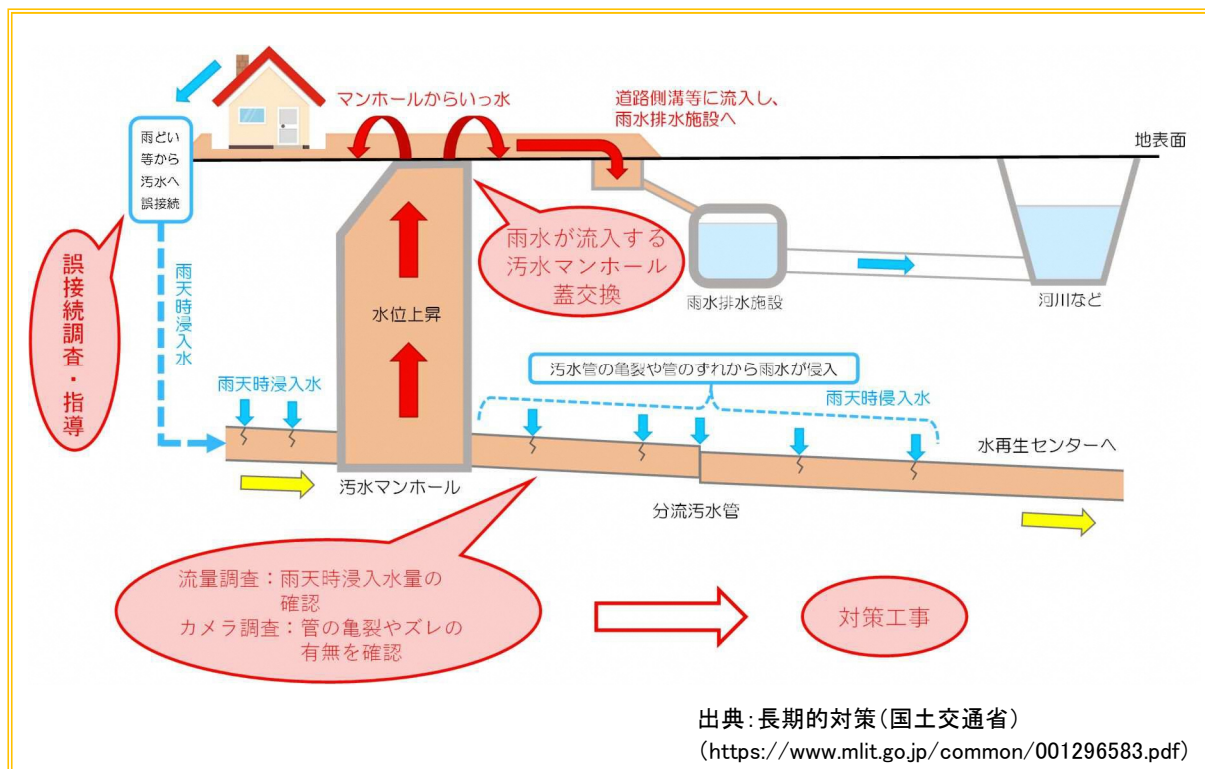 マンホールからいっ水
道路側溝等に流入し、
雨水排水施設へ
地表面
雨どい
等から
汚水へ
誤接続
誤接続調査・指導
雨天時浸入水
雨水が流入する
汚水マンホール
蓋交換
水位上昇
雨水排水施設
河川など
汚水管の亀裂や管のずれから雨水が侵入
雨天時浸入水
雨天時侵入水
水再生センターへ
汚水マンホール
分流汚水管
流量調査：雨天時浸入水量の
確認
カメラ調査：管の亀裂やズレの
有無を確認
対策工事
出典：長期的対策（国土交通省）
（https://www.mlit.go.jp/common/001296583.pdf）